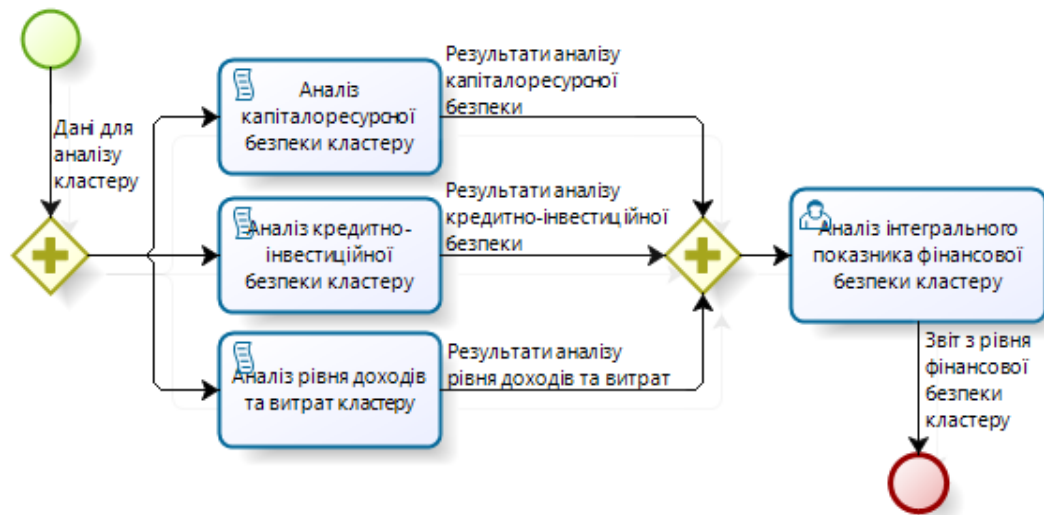 Дані для
аналізу
кластеру
Аналіз
капіталоресурсної
безпеки кластеру
Результати аналізу
капіталоресурсної
безпеки
Аналіз кредитно-
інвестиційної
безпеки кластеру
Результати аналізу
кредитно-інвестиційної
безпеки
Аналіз рівня доходів
та витрат кластеру
Результати аналізу
рівня доходів та витрат
Аналіз інтегрального
показника фінансової
безпеки кластеру
Звіт з рівня
фінансової
безпеки
кластеру